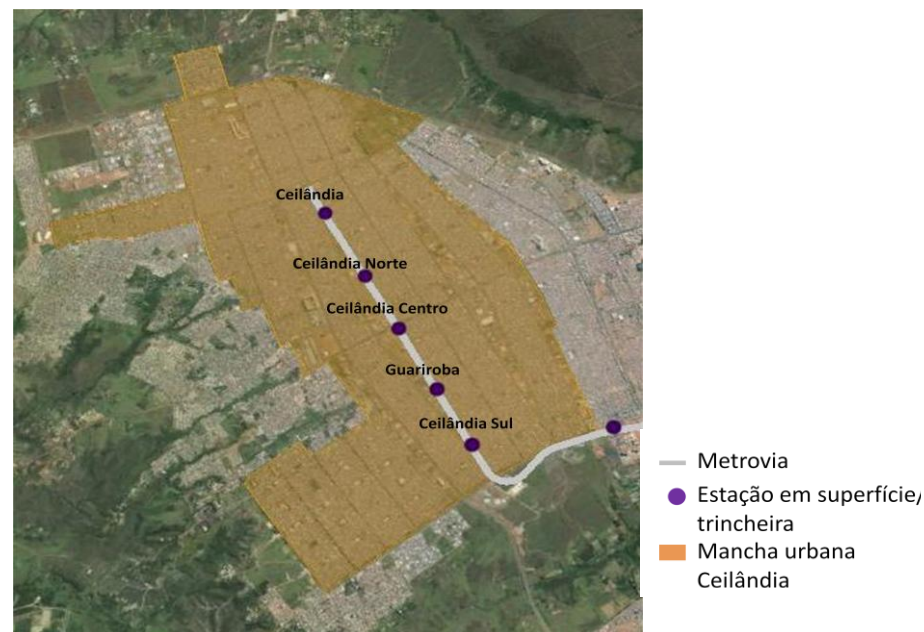 Ceilândia
Ceilândia Norte
Ceilândia Centro
Guariroba
Ceilândia Sul
Metrovia
Estação em superfície/
trincheira
Mancha urbana
Ceilândia